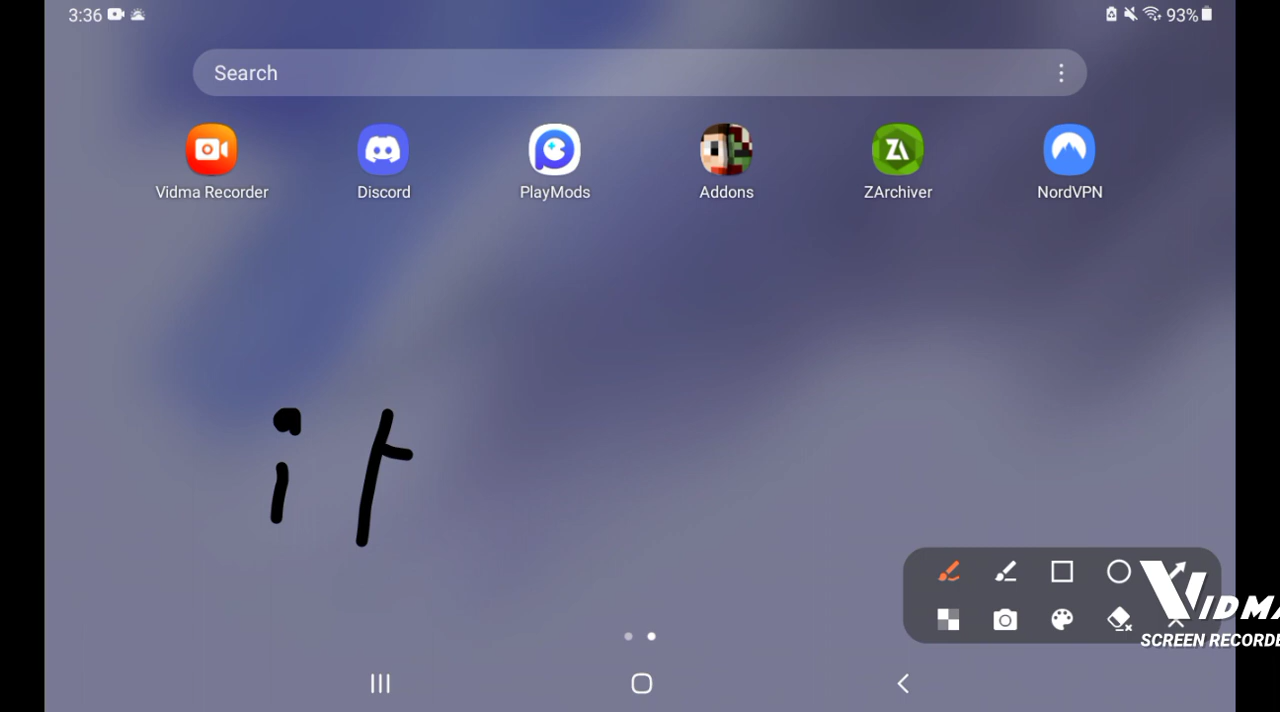 3:36 93%
Search
Vidma Recorder Discord PlayMods Addons ZArchiver NordVPN
it
VIDMA
SCREEN RECORDE